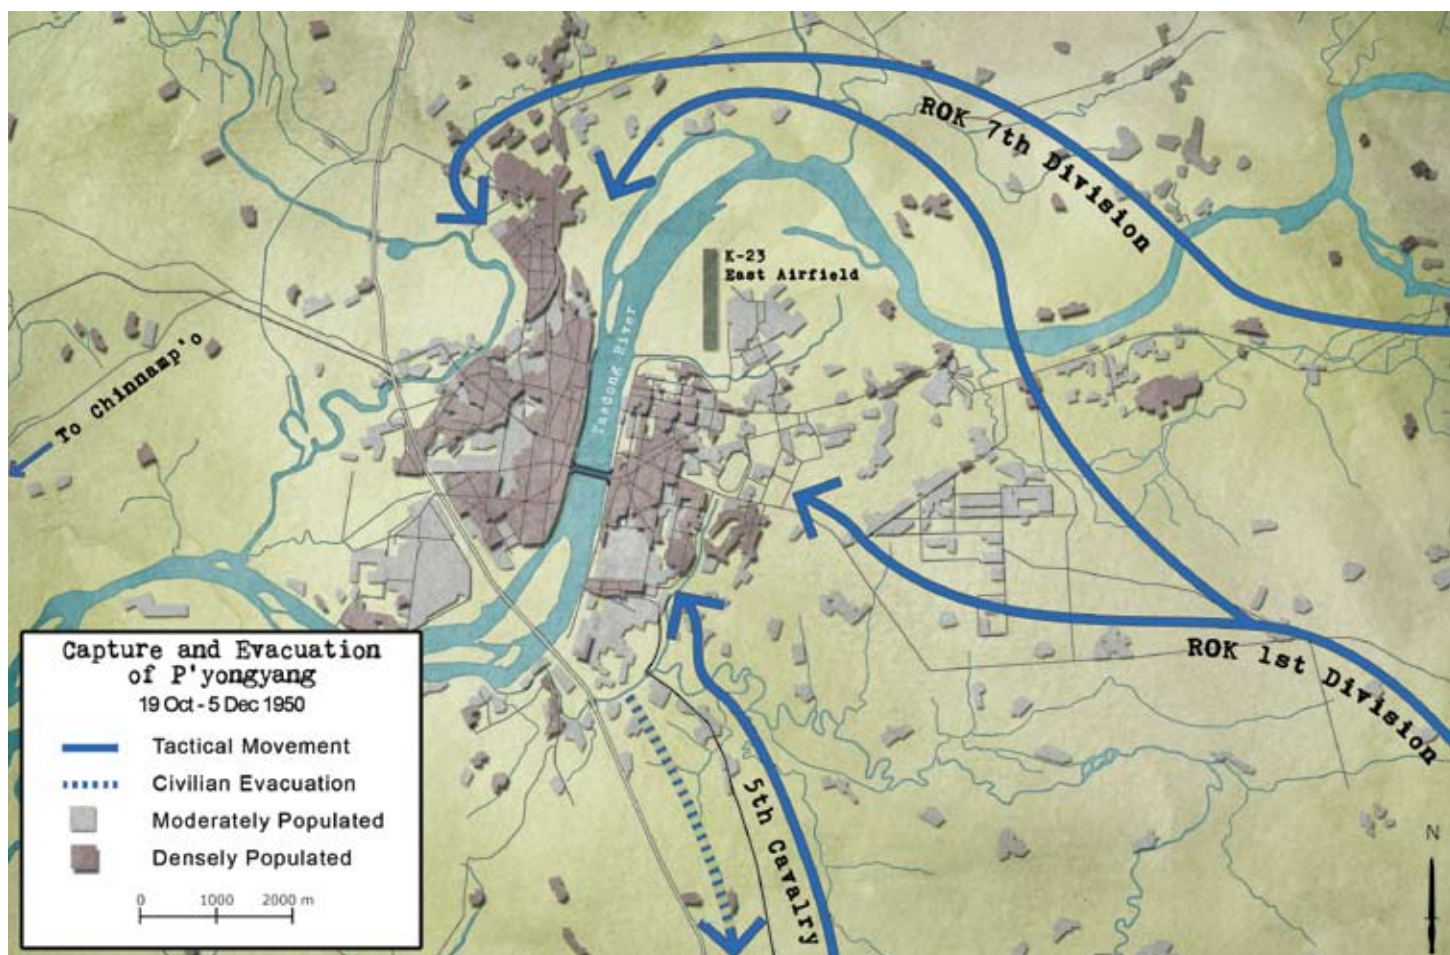 ROK 7th Division
K-23
East Airfield
Taedong River
To Chinnamp'o
ROK 1st Division
5th Cavalry
Capture and Evacuation
of P'yongyang
19 Oct - 5 Dec 1950
Tactical Movement
Civilian Evacuation
Moderately Populated
Densely Populated
0 1000 2000 m
N